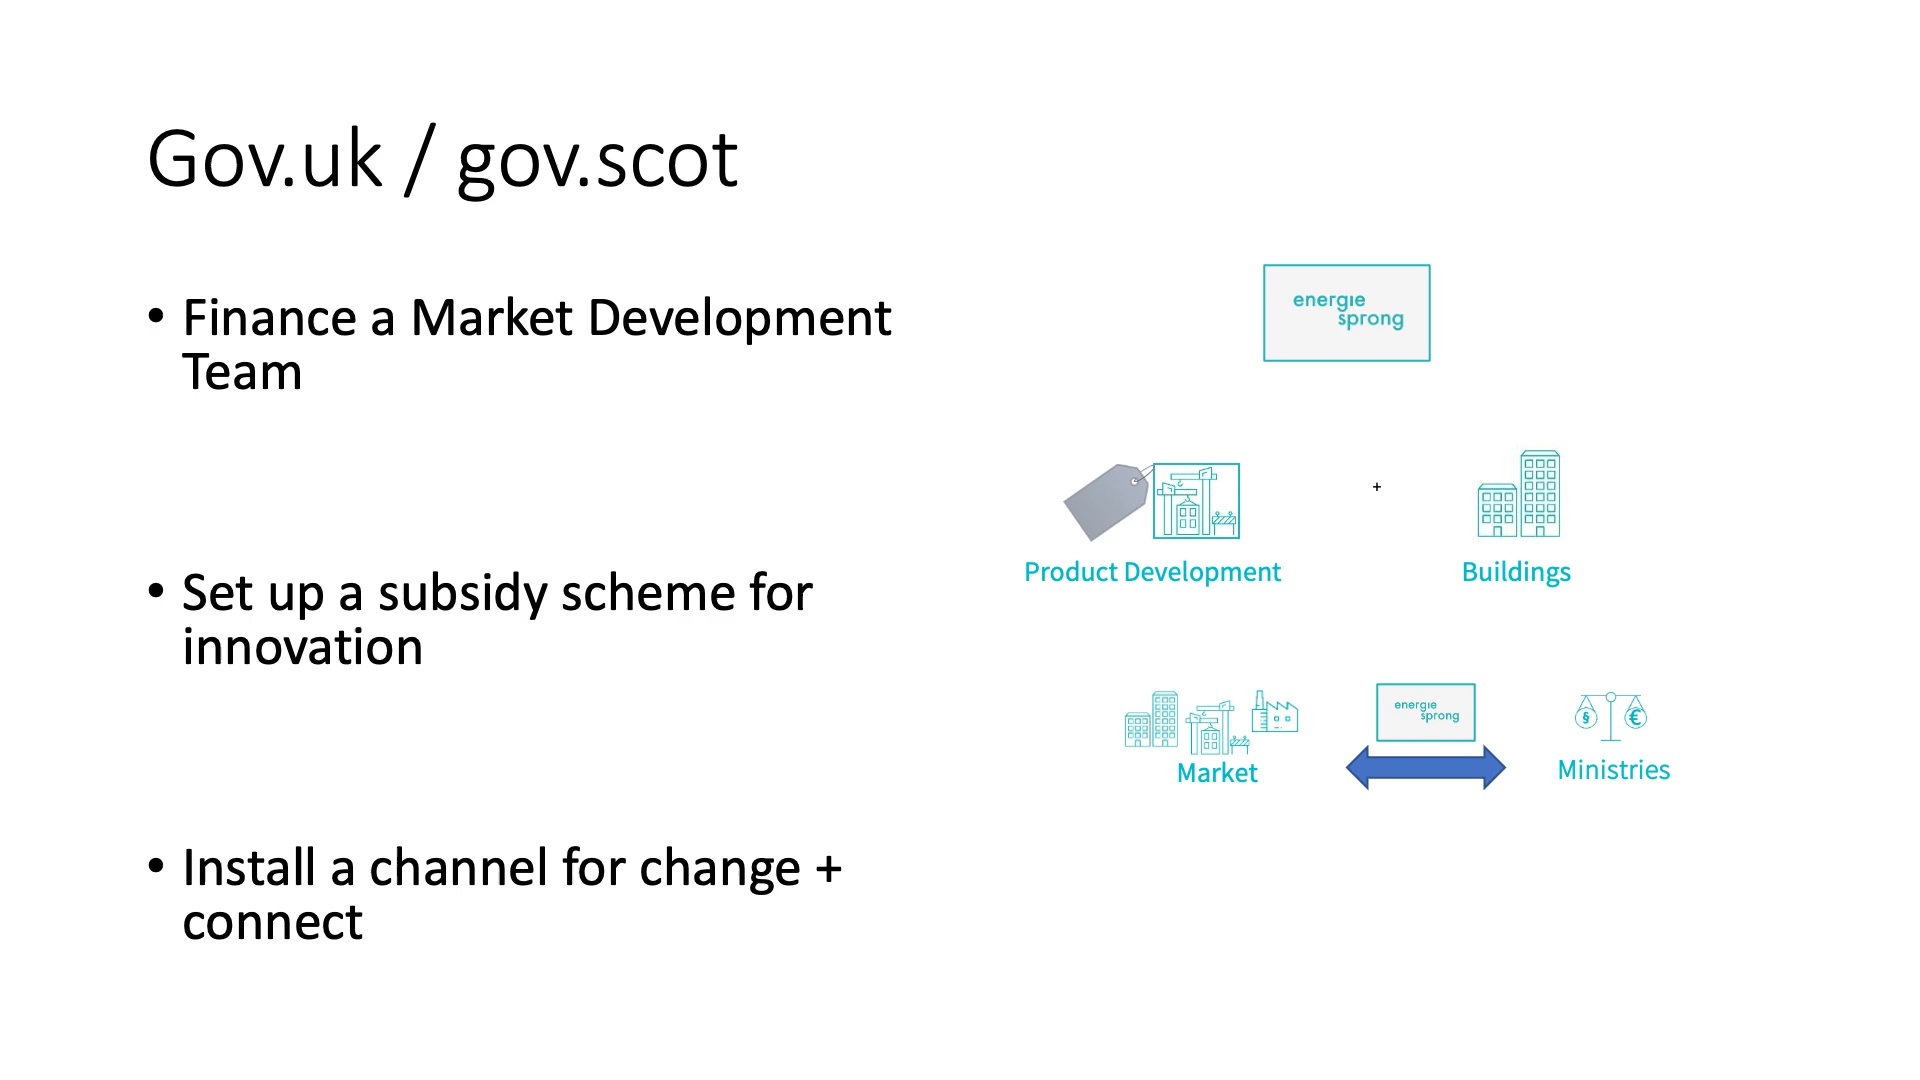 Gov.uk / gov.scot
• Finance a Market Development
Team
• Set up a subsidy scheme for
innovation
• Install a channel for change +
connect
energie
sprong
+
Product Development
Buildings
energie
sprong
§
€
Market
Ministries